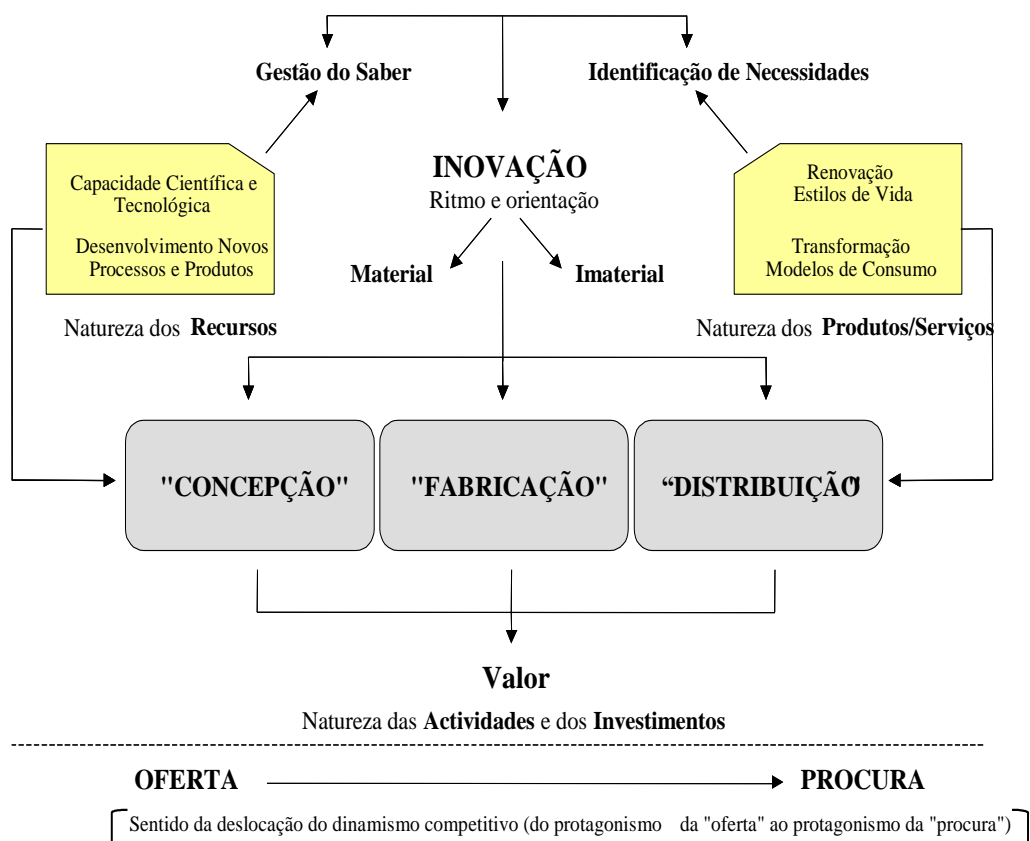 Gestão do Saber
Identificação de Necessidades
Capacidade Científica e
Tecnológica
Desenvolvimento Novos
Processos e Produtos
INOVAÇÃO
Ritmo e orientação
Material
Imaterial
Renovação
Estilos de Vida
Transformação
Modelos de Consumo
Natureza dos Recursos
Natureza dos Produtos/Serviços
"CONCEPÇÃO"
"FABRICAÇÃO"
“DISTRIBUIÇÃO"
Valor
Natureza das Actividades e dos Investimentos
OFERTA
PROCURA
Sentido da deslocação do dinamismo competitivo (do protagonismo da "oferta" ao protagonismo da "procura")